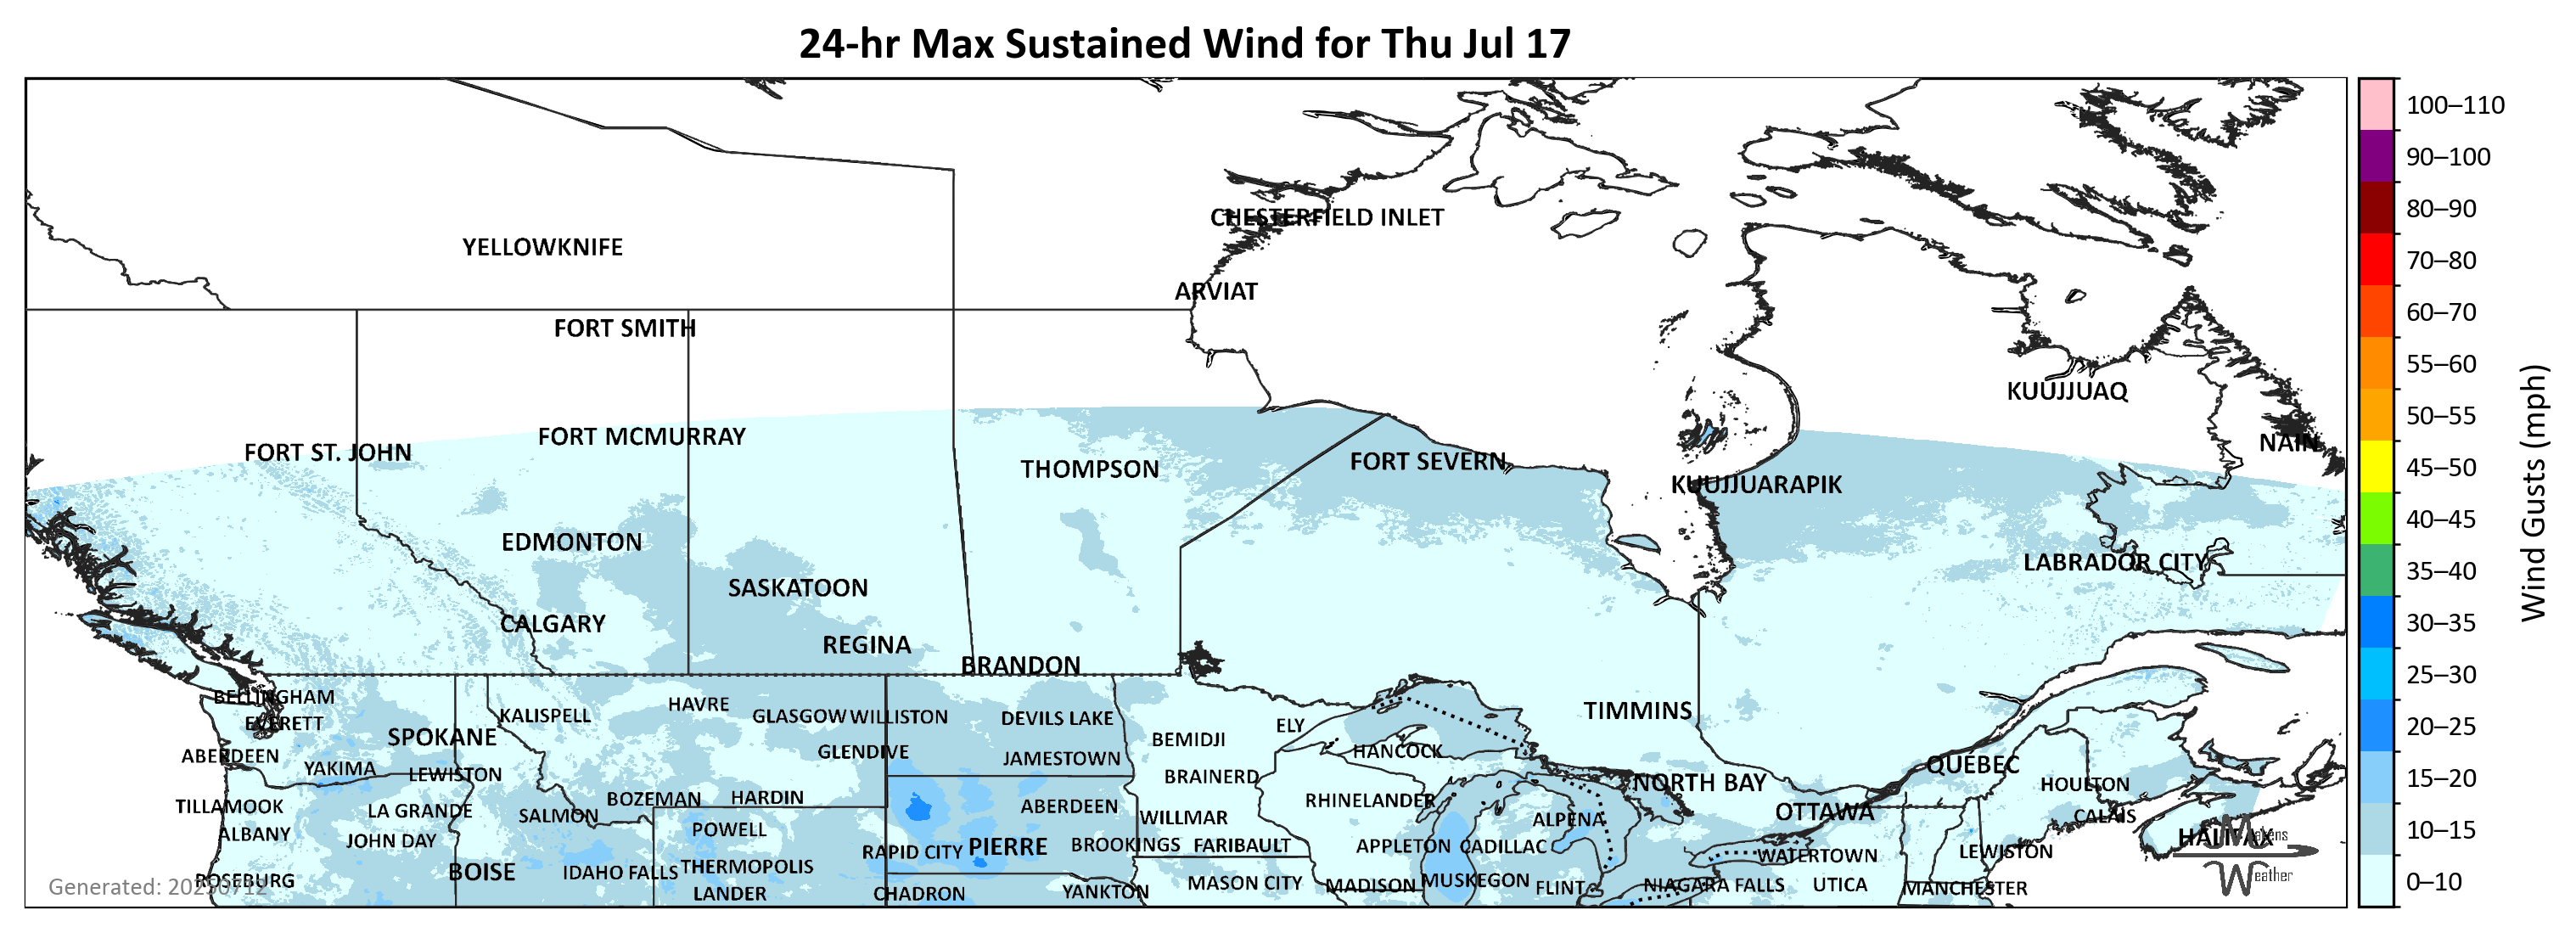 24-hr Max Sustained Wind for Thu Jul 17
100–110
90–100
80–90
CHESTERFIELD INLET
YELLOWKNIFE
70–80
ARVIAT
60–70
FORT SMITH
55–60
KUUJJUAQ
50–55
FORT MCMURRAY
NAIN
FORT ST. JOHN
FORT SEVERN
THOMPSON
45–50
KUUJJUARAPIK
40–45
EDMONTON
LABRADOR CITY
35–40
SASKATOON
CALGARY
30–35
Wind Gusts (mph)
REGINA
BRANDON
25–30
BELLINGHAM
HAVRE
TIMMINS
KALISPELL
GLASGOW
WILLISTON
DEVILS LAKE
EVERETT
ELY
20–25
SPOKANE
BEMIDJI
HANCOCK
GLENDIVE
ABERDEEN
JAMESTOWN
QUÉBEC
YAKIMA
LEWISTON
BRAINERD
15–20
NORTH BAY
HOULTON
BOZEMAN
HARDIN
RHINELANDER
TILLAMOOK
ABERDEEN
LA GRANDE
OTTAWA
SALMON
WILLMAR
CALAIS
ALPENA
10–15
POWELL
ALBANY
HALIFAX
Makens
JOHN DAY
PIERRE
BROOKINGS
FARIBAULT
APPLETON
CADILLAC
RAPID CITY
LEWISTON
WATERTOWN
THERMOPOLIS
BOISE
IDAHO FALLS
Weather
ROSEBURG
MUSKEGON
0–10
MASON CITY
MADISON
FLINT
NIAGARA FALLS
UTICA
MANCHESTER
Generated: 20250712
LANDER
CHADRON
YANKTON